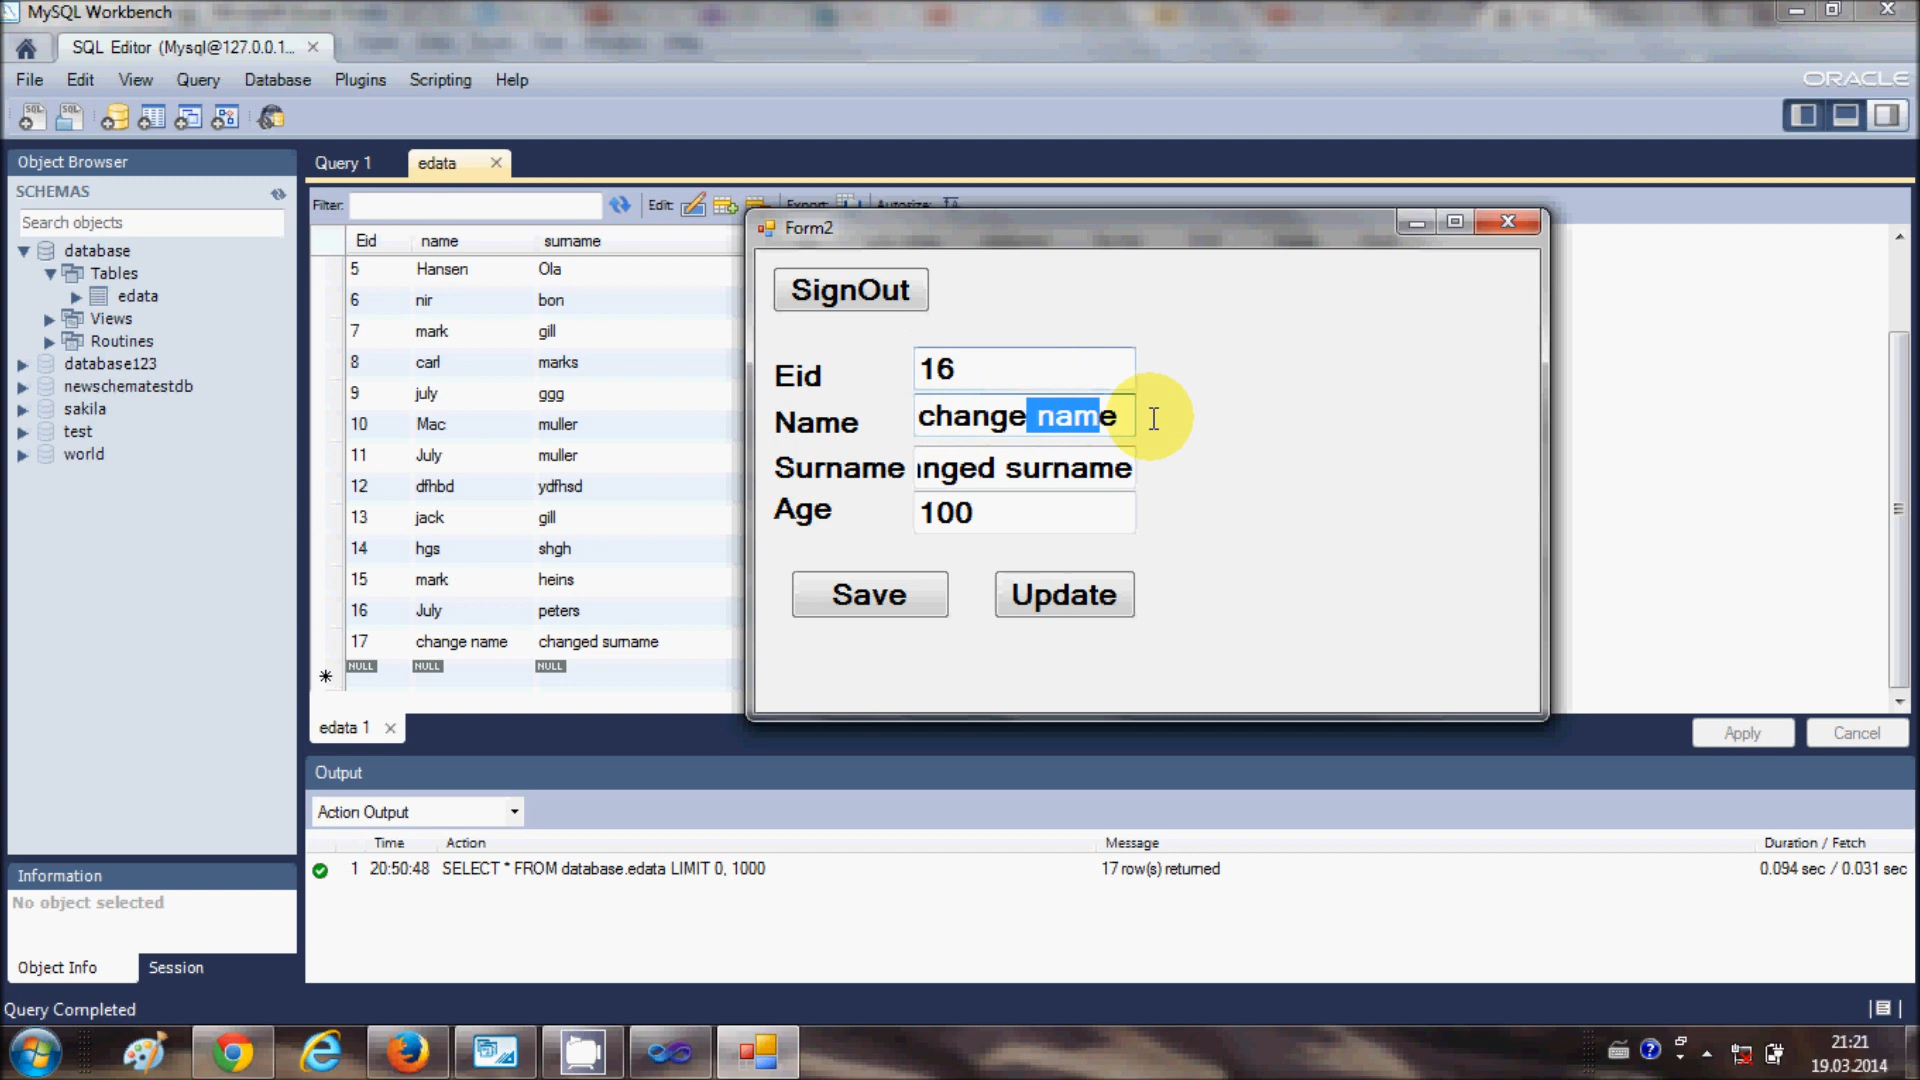 MySQL Workbench
SQL Editor (Mysql@127.0.0.1...
File Edit View Query Database Plugins Scripting Help
ORACLE
SQL SQL
Object Browser
SCHEMAS
Search objects
database
Tables
edata
Views
Routines
database123
newschematestdb
sakila
test
world
Query 1
edata
Filter:
Edit:
Export:
Autosize:
Eid name surname
5 Hansen Ola
6 nir bon
7 mark gill
8 carl marks
9 july ggg
10 Mac muller
11 July muller
12 dfhbd ydfhsd
13 jack gill
14 hgs shgh
15 mark heins
16 July peters
17 change name changed surname
NULL NULL NULL
edata 1
Form2
SignOut
Eid 16
Name change name
Surname nged surname
Age 100
Save Update
Apply Cancel
Output
Action Output
Time Action Message Duration / Fetch
1 20:50:48 SELECT * FROM database.edata LIMIT 0, 1000 17 row(s) returned 0.094 sec / 0.031 sec
Information
No object selected
Object Info Session
Query Completed
21:21
19.03.2014